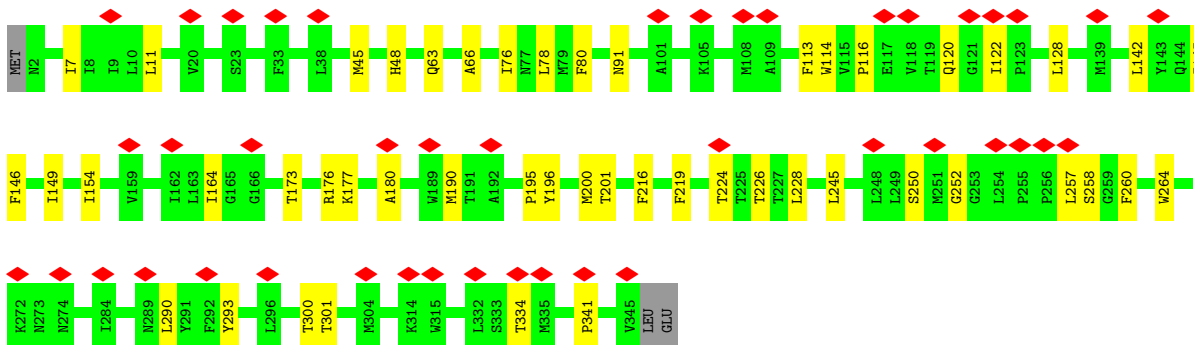 MET N2 I7 I8 I9 L10 L11 V20 S23 F33 L38 M45 H48 Q63 A66 I76 N77 L78 M79 F80 N91 A101 K105 M108 A109 F113 W114 V115 P116 E117 V118 T119 Q120 G121 I122 P123 L128 M139 L142 Y143 Q144
F146 I149 I154 V159 I162 L163 I164 G165 G166 T173 R176 K177 A180 W189 M190 T191 A192 P195 Y196 M200 T201 F216 F219 T224 T225 T226 T227 L228 L245 L248 L249 S250 M251 G252 G253 L254 P255 P256 L257 S258 G259 F260 W264
K272 N273 N274 I284 N289 L290 Y291 F292 Y293 L296 T300 T301 M304 K314 W315 L332 S333 T334 M335 P341 V345 LEU GLU